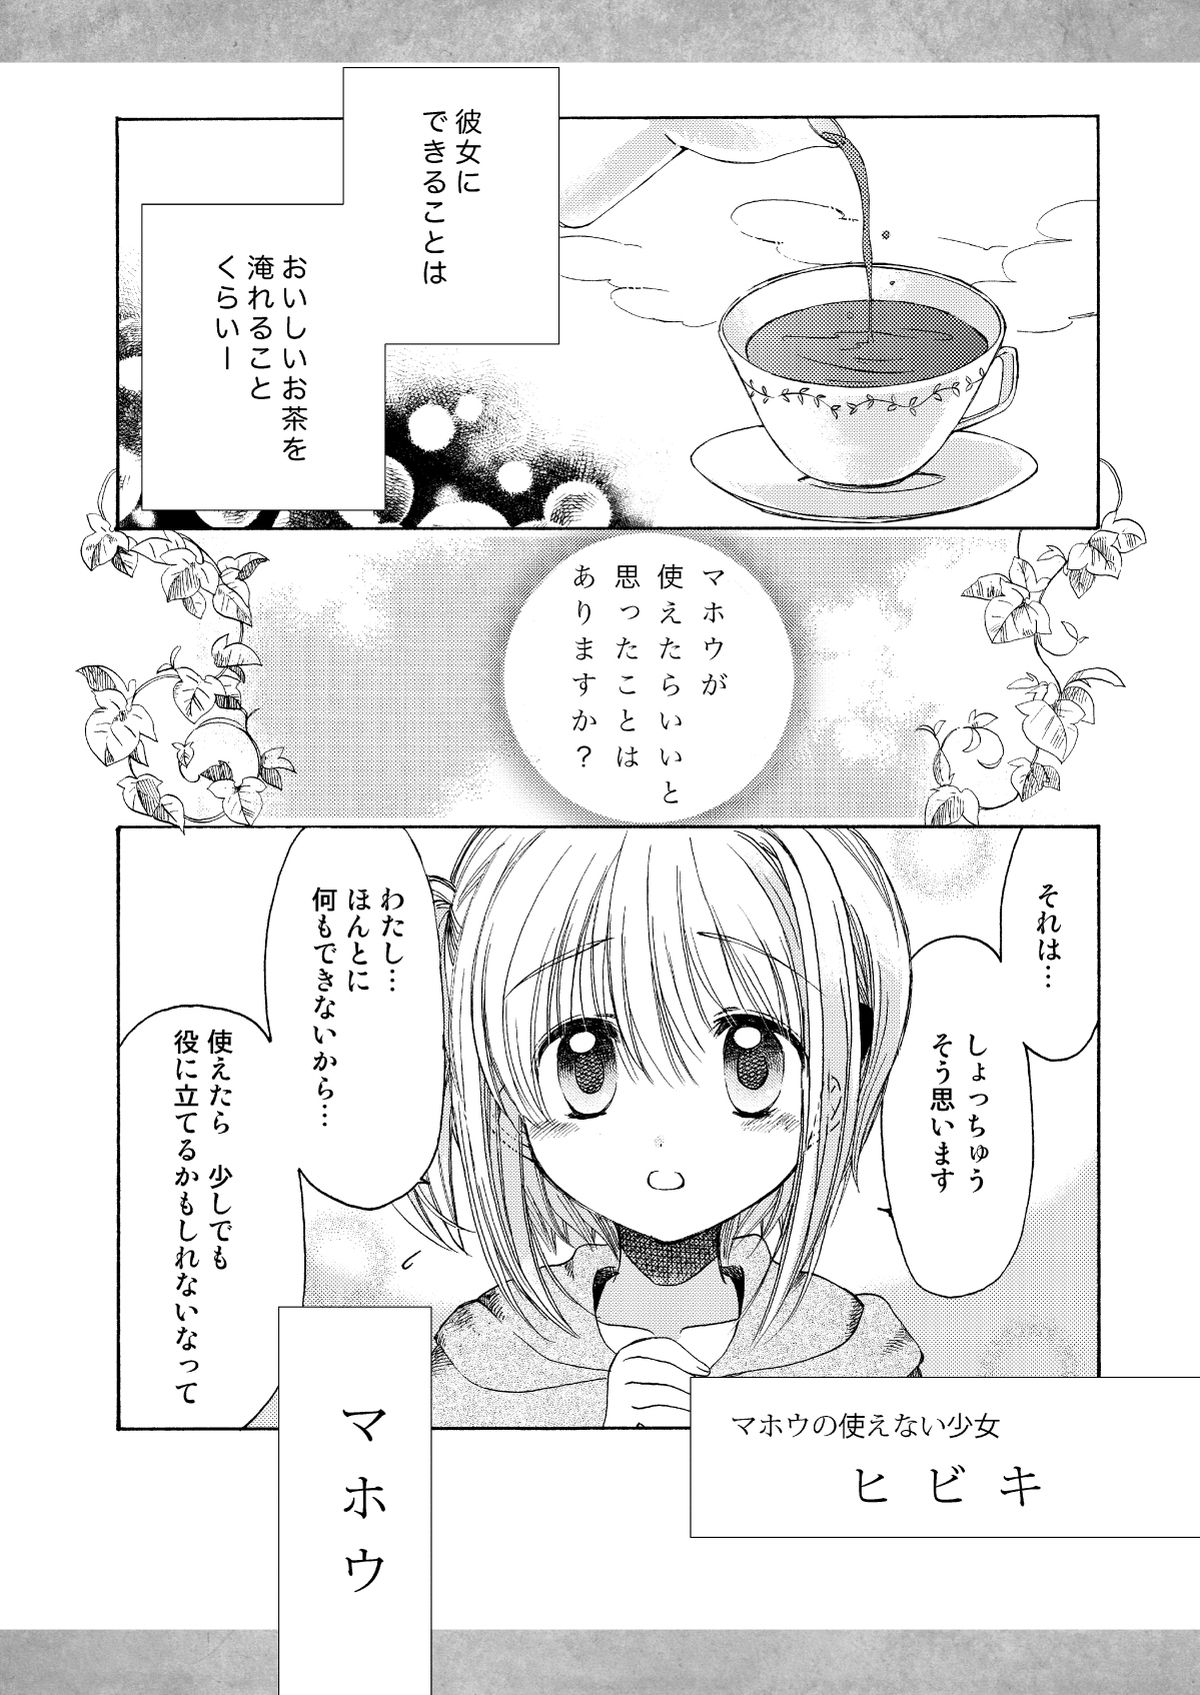 彼女に
できることは
おいしいお茶を
淹れること
くらいー
マホウが
使えたらいいと
思ったことは
ありますか？
それは…
しょっちゅう
そう思います
わたし…
ほんとに
何もできないから…
使えたら 少しでも
役に立てるかもしれないなって
マホウの使えない少女
ヒビキ
マホウ